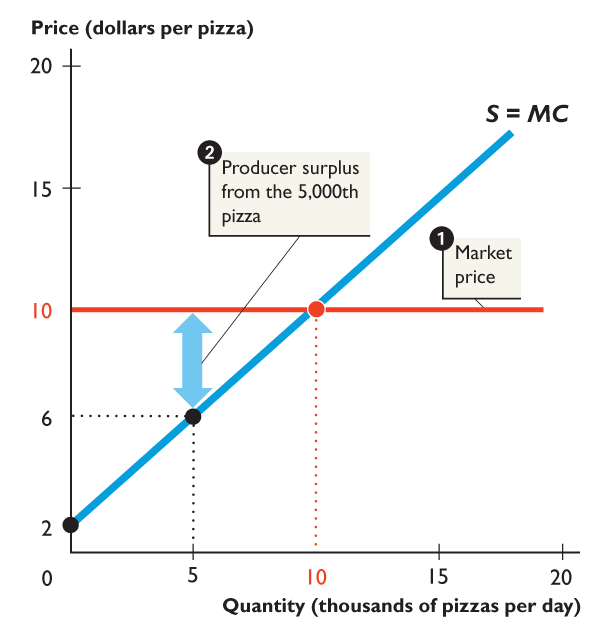 Price (dollars per pizza)
20
S = MC
2
Producer surplus
from the 5,000th
pizza
15
1
Market
price
10
6
2
0
5
10
15
20
Quantity (thousands of pizzas per day)